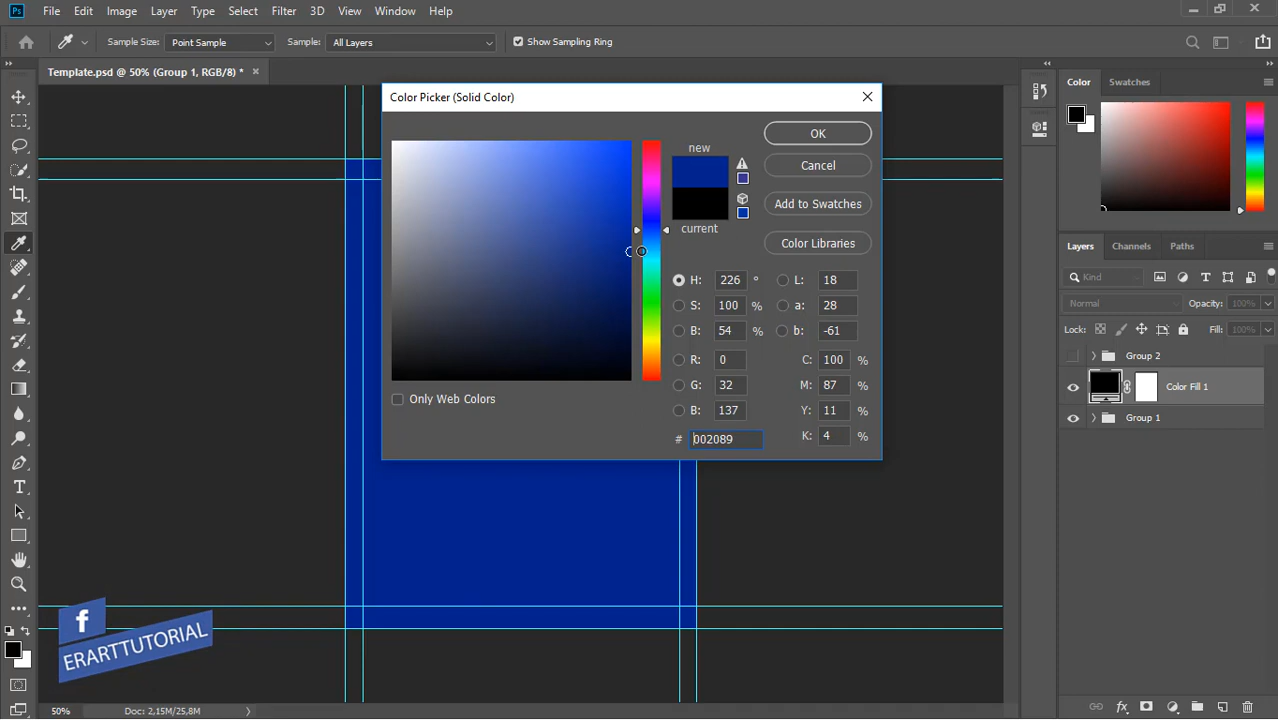 Ps File Edit Image Layer Type Select Filter 3D View Window Help
Sample Size: Point Sample Sample: All Layers Show Sampling Ring
Template.psd @ 50% (Group 1, RGB/8) *
Color Picker (Solid Color)
new
current
OK
Cancel
Add to Swatches
Color Libraries
H: 226 °
S: 100 %
B: 54 %
R: 0
G: 32
B: 137
# 002089
L: 18
a: 28
b: -61
C: 100 %
M: 87 %
Y: 11 %
K: 4 %
Only Web Colors
Color Swatches
Layers Channels Paths
Kind
Normal Opacity: 100%
Lock: Fill: 100%
Group 2
Color Fill 1
Group 1
f
ERARTTUTORIAL
50% Doc: 2,15M/25,8M